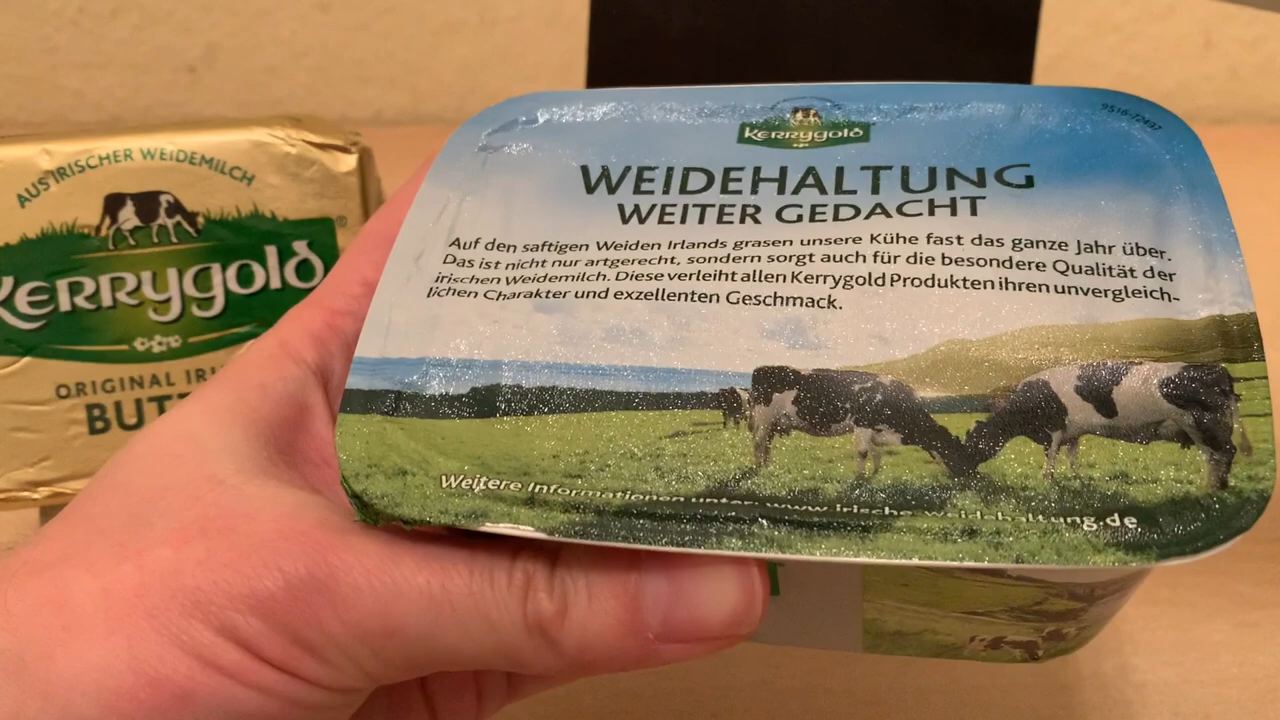 AUS IRISCHER WEIDEMILCH
KERRYGOLD
®
ORIGINAL
BUTT
KERRYGOLD
WEIDEHALTUNG
WEITER GEDACHT
Auf den saftigen Weiden Irlands grasen unsere Kühe fast das ganze Jahr über.
Das ist nicht nur artgerecht, sondern sorgt auch für die besondere Qualität der
irischen Weidemilch. Diese verleiht allen Kerrygold Produkten ihren unvergleich-
lichen Charakter und exzellenten Geschmack.
Weitere Informationen unter: www.irische-weidehaltung.de